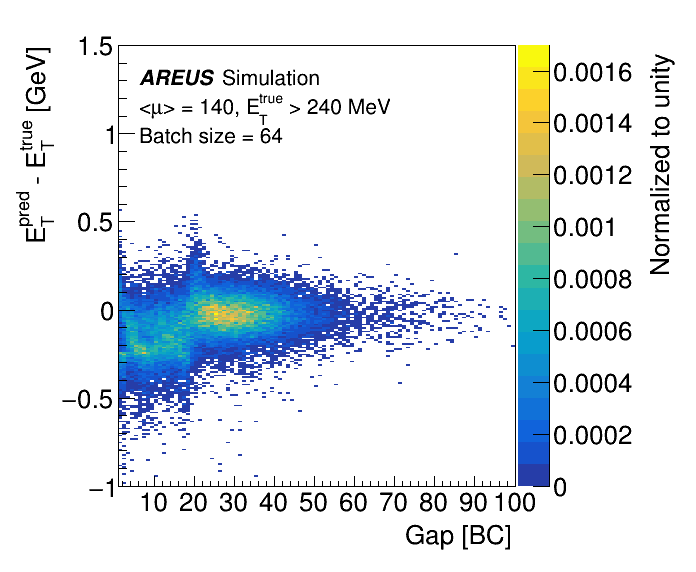 AREUS Simulation
<μ> = 140, E_T^true > 240 MeV
Batch size = 64
E_T^pred - E_T^true [GeV]
1.5
1
0.5
0
−0.5
−1
10 20 30 40 50 60 70 80 90 100
Gap [BC]
0.0016
0.0014
0.0012
0.001
0.0008
0.0006
0.0004
0.0002
0
Normalized to unity